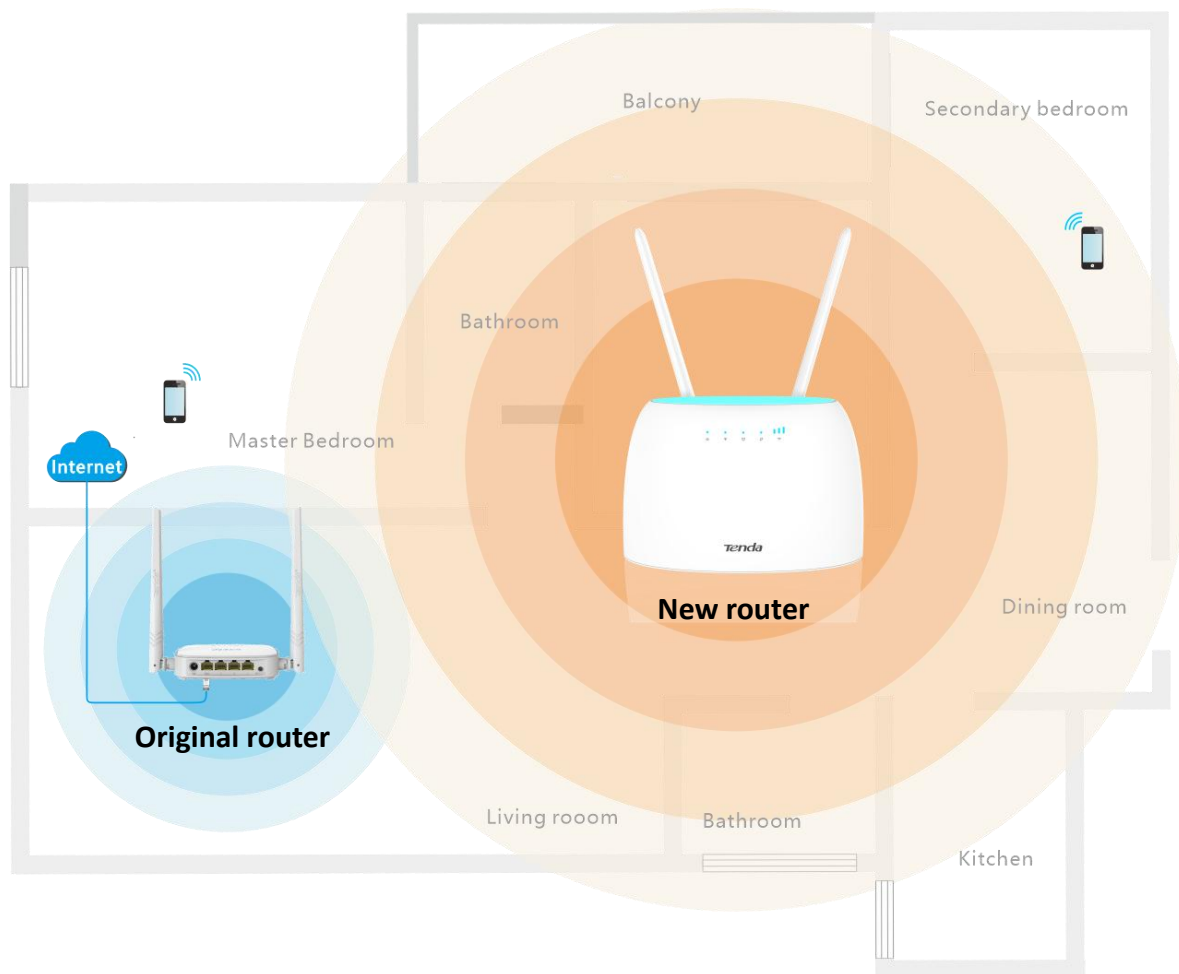 Balcony
Secondary bedroom
Bathroom
Master Bedroom
Internet
Tenda
New router
Dining room
Original router
Living rooom
Bathroom
Kitchen